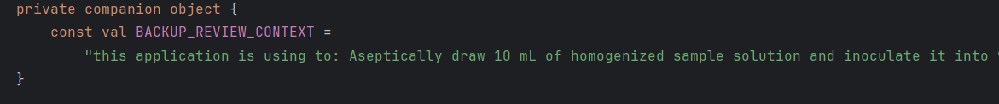 private companion object {
const val BACKUP_REVIEW_CONTEXT =
"this application is using to: Aseptically draw 10 mL of homogenized sample solution and inoculate it into
}